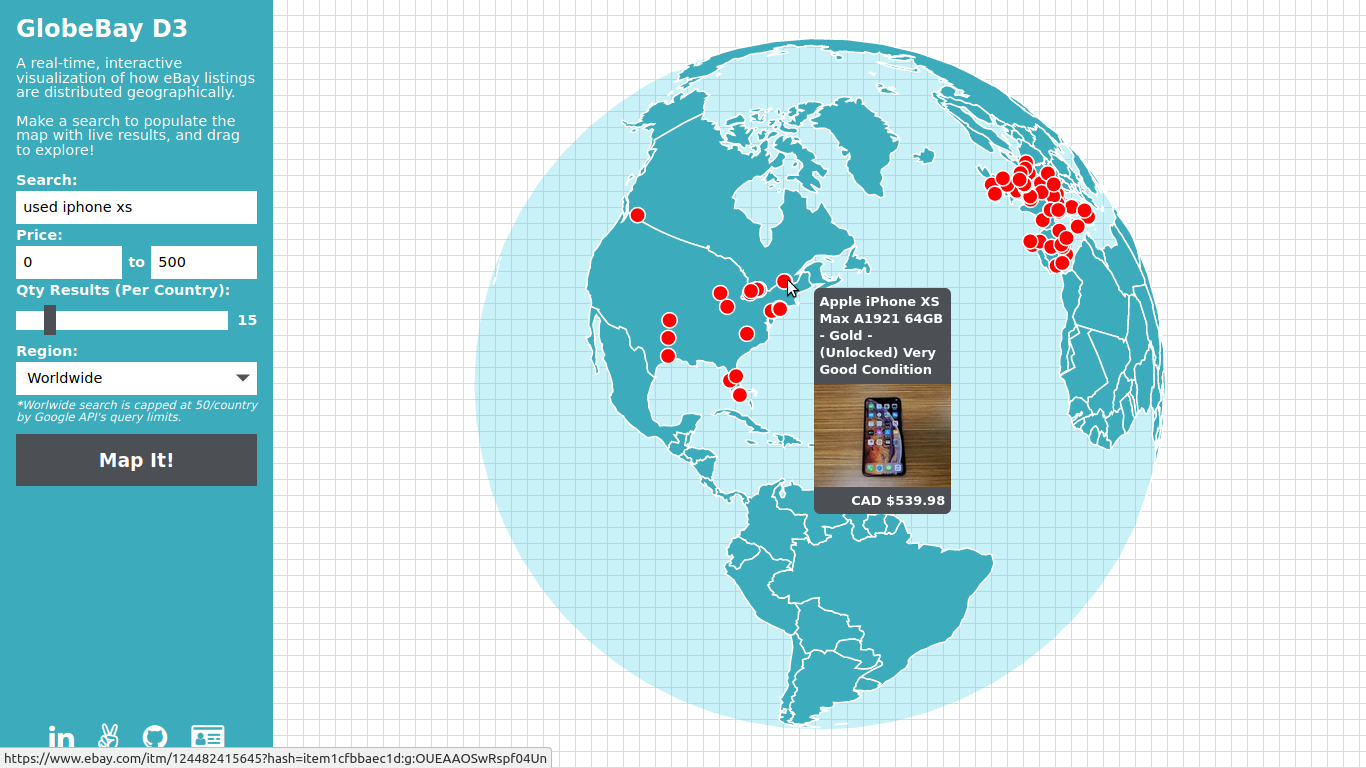 GlobeBay D3
A real-time, interactive
visualization of how eBay listings
are distributed geographically.
Make a search to populate the
map with live results, and drag
to explore!
Search:
used iphone xs
Price:
0 to 500
Qty Results (Per Country):
15
Region:
Worldwide
*Worlwide search is capped at 50/country
by Google API's query limits.
Map It!
Apple iPhone XS
Max A1921 64GB
- Gold -
(Unlocked) Very
Good Condition
CAD $539.98
in
https://www.ebay.com/itm/124482415645?hash=item1cfbbaec1d:g:OUEAAOSwRspf04Un